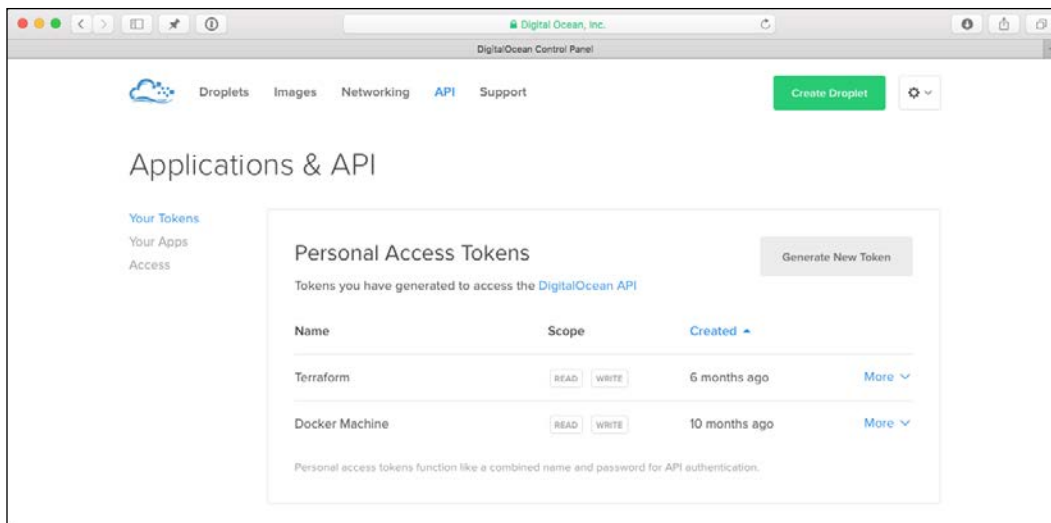 Digital Ocean, Inc.
DigitalOcean Control Panel
Droplets Images Networking API Support
Create Droplet
Applications & API
Your Tokens
Your Apps
Access
Personal Access Tokens
Generate New Token
Tokens you have generated to access the DigitalOcean API
Name Scope Created
Terraform READ WRITE 6 months ago More
Docker Machine READ WRITE 10 months ago More
Personal access tokens function like a combined name and password for API authentication.